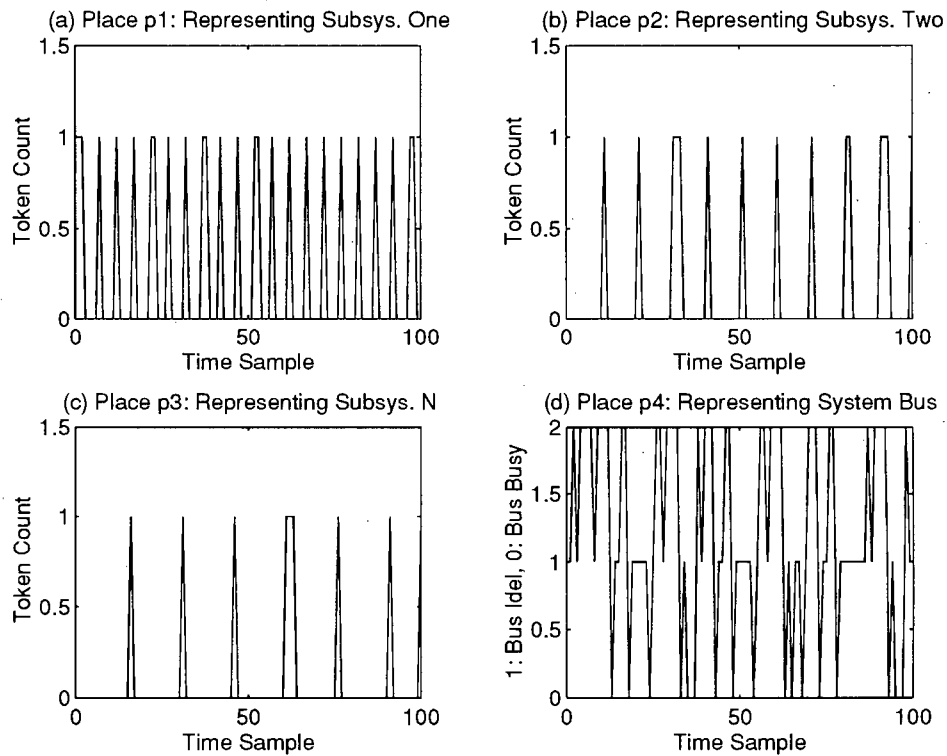 (a) Place p1: Representing Subsys. One
1.5
1
0.5
0
Token Count
0
50
100
Time Sample
(b) Place p2: Representing Subsys. Two
1.5
1
0.5
0
Token Count
0
50
100
Time Sample
(c) Place p3: Representing Subsys. N
1.5
1
0.5
0
Token Count
0
50
100
Time Sample
(d) Place p4: Representing System Bus
2
1.5
1
0.5
0
1: Bus Idel, 0: Bus Busy
0
50
100
Time Sample